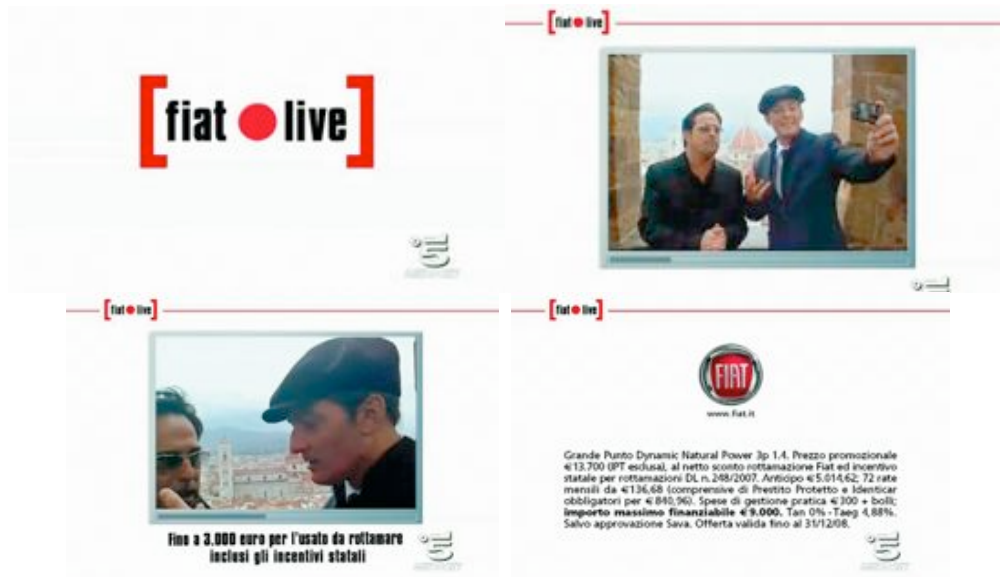 fiat live
fiat live
fiat live
Fino a 3.000 euro per l'usato da rottamare
inclusi gli incentivi statali
fiat live
FIAT
www.fiat.it
Grande Punto Dynamic Natural Power 3p 1.4. Prezzo promozionale
€13.700 (IPT esclusa), al netto sconto rottamazione Fiat ed incentivo
statale per rottamazioni DL n.248/2007. Anticipo €5.014,62; 72 rate
mensili da €136,68 (comprensive di Prestito Protetto e Identicar
obbligatori per €840,96). Spese di gestione pratica €300 + bolli;
importo massimo finanziabile €9.000. Tan 0% -Taeg 4,88%.
Salvo approvazione Sava. Offerta valida fino al 31/12/08.